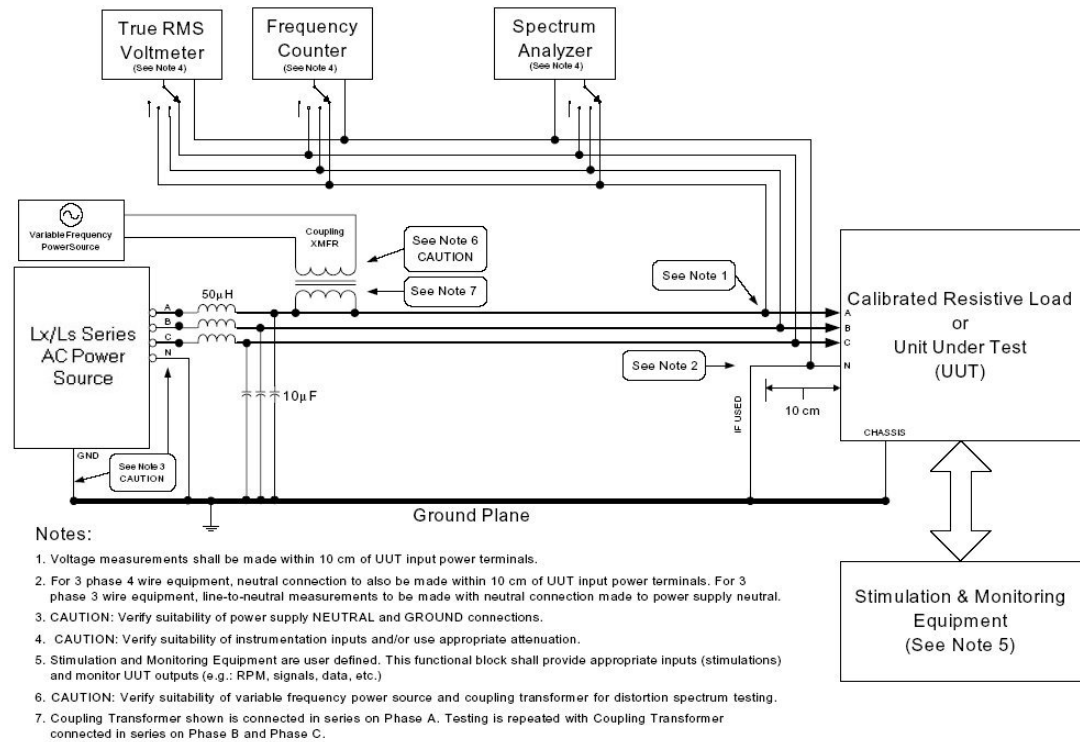 True RMS
Voltmeter
(See Note 4)
Frequency
Counter
(See Note 4)
Spectrum
Analyzer
(See Note 4)
Variable Frequency
PowerSource
Coupling
XMFR
See Note 6
CAUTION
See Note 7
See Note 1
50µH
Lx/Ls Series
AC Power
Source
A
B
C
N
Calibrated Resistive Load
or
Unit Under Test
(UUT)
A
B
C
N
See Note 2
10µF
IF USED
10 cm
CHASSIS
GND
See Note 3
CAUTION
Ground Plane
Stimulation & Monitoring
Equipment
(See Note 5)
Notes:
1. Voltage measurements shall be made within 10 cm of UUT input power terminals.
2. For 3 phase 4 wire equipment, neutral connection to also be made within 10 cm of UUT input power terminals. For 3
phase 3 wire equipment, line-to-neutral measurements to be made with neutral connection made to power supply neutral.
3. CAUTION: Verify suitability of power supply NEUTRAL and GROUND connections.
4. CAUTION: Verify suitability of instrumentation inputs and/or use appropriate attenuation.
5. Stimulation and Monitoring Equipment are user defined. This functional block shall provide appropriate inputs (stimulations)
and monitor UUT outputs (e.g.: RPM, signals, data, etc.)
6. CAUTION: Verify suitability of variable frequency power source and coupling transformer for distortion spectrum testing.
7. Coupling Transformer shown is connected in series on Phase A. Testing is repeated with Coupling Transformer
connected in series on Phase B and Phase C.